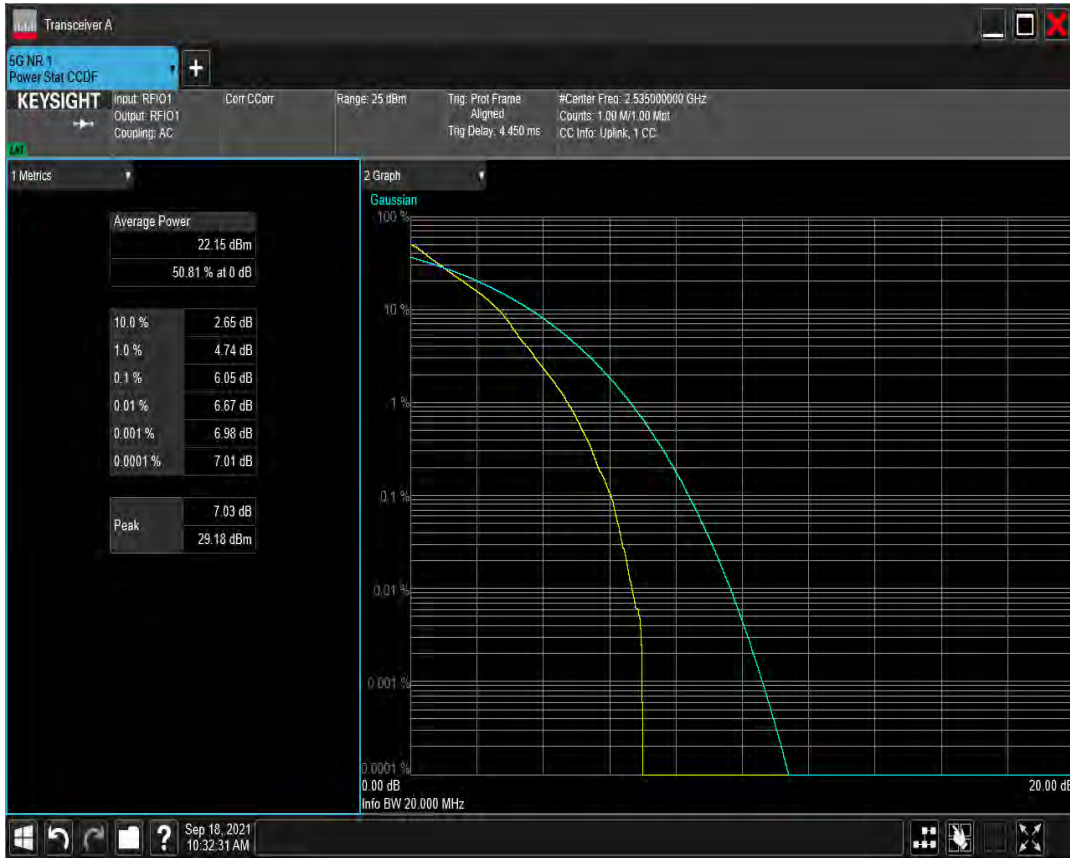 Transceiver A
5G NR 1
Power Stat CCDF
+
KEYSIGHT
Input: RFIO1
Output: RFIO1
Coupling: AC
Corr CCorr
Range: 25 dBm
Trig: Prot Frame
Aligned
Trig Delay: 4.450 ms
#Center Freq: 2.535000000 GHz
Counts: 1.00 M/1.00 Mpt
CC Info: Uplink, 1 CC
1 Metrics
Average Power
22.15 dBm
50.81 % at 0 dB
10.0 % 2.65 dB
1.0 % 4.74 dB
0.1 % 6.05 dB
0.01 % 6.67 dB
0.001 % 6.98 dB
0.0001 % 7.01 dB
Peak
7.03 dB
29.18 dBm
2 Graph
Gaussian
100 %
10 %
1 %
0.1 %
0.01 %
0.001 %
0.0001 %
0.00 dB
20.00 dB
Info BW 20.000 MHz
?
Sep 18, 2021
10:32:31 AM